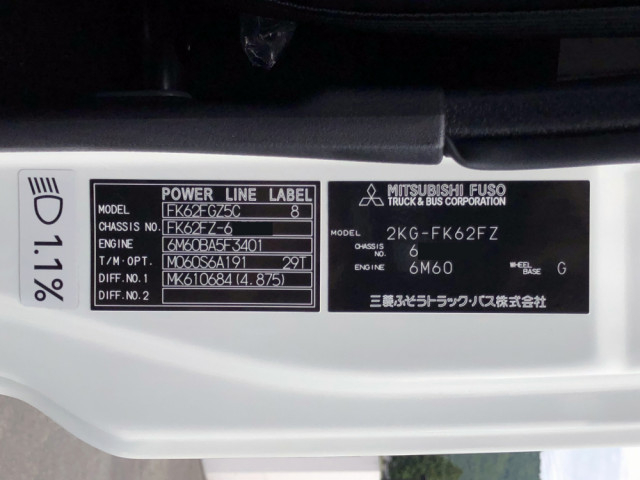 1.1%
POWER LINE LABEL
MODEL FK62FGZ5C 8
CHASSIS NO. FK62FZ-6
ENGINE 6M60BA5F3401
T/M·OPT. M060S6A191 29T
DIFF.NO.1 MK610684(4.875)
DIFF.NO.2
MITSUBISHI FUSO
TRUCK & BUS CORPORATION
MODEL 2KG-FK62FZ
CHASSIS NO. 6
ENGINE 6M60 WHEEL BASE G
三菱ふそうトラック・バス株式会社